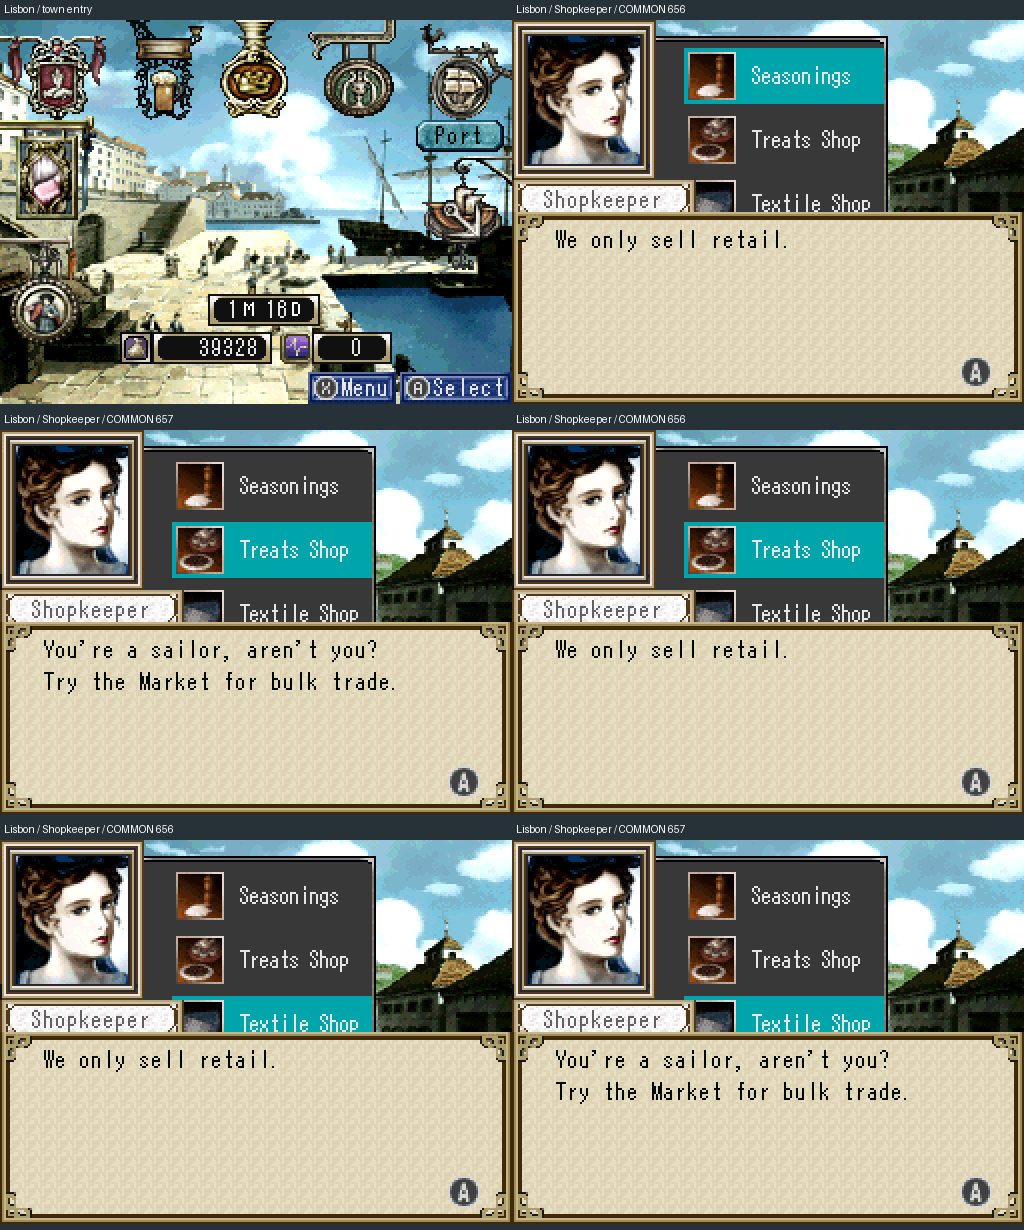 Lisbon / town entry
Port
1M 18D
39328
0
X Menu
A Select
Lisbon / Shopkeeper / COMMON 656
Seasonings
Treats Shop
Textile Shop
Shopkeeper
We only sell retail.
A
Lisbon / Shopkeeper / COMMON 657
Seasonings
Treats Shop
Textile Shop
Shopkeeper
You're a sailor, aren't you?
Try the Market for bulk trade.
A
Lisbon / Shopkeeper / COMMON 656
Seasonings
Treats Shop
Textile Shop
Shopkeeper
We only sell retail.
A
Lisbon / Shopkeeper / COMMON 656
Seasonings
Treats Shop
Textile Shop
Shopkeeper
We only sell retail.
A
Lisbon / Shopkeeper / COMMON 657
Seasonings
Treats Shop
Textile Shop
Shopkeeper
You're a sailor, aren't you?
Try the Market for bulk trade.
A